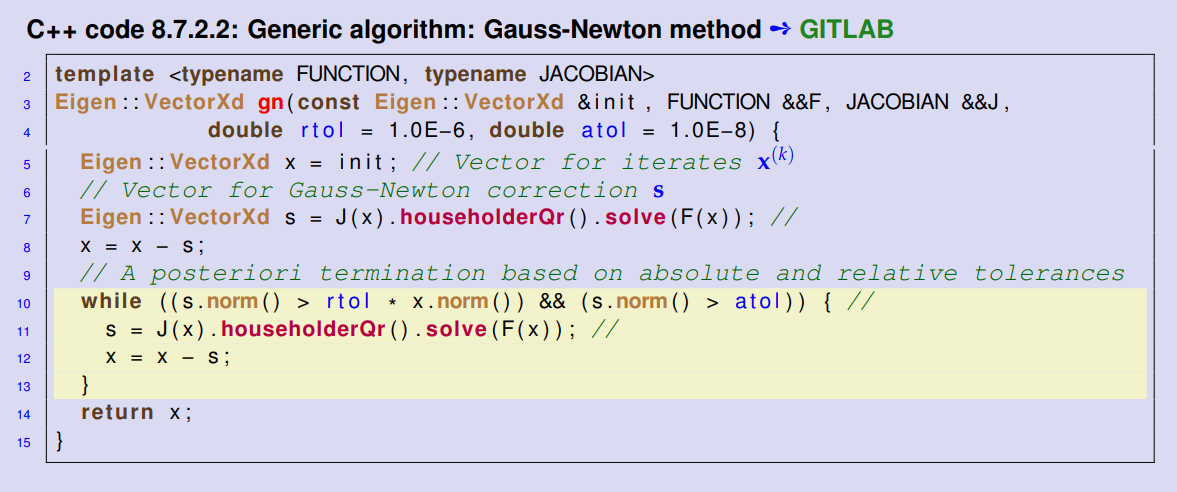 C++ code 8.7.2.2: Generic algorithm: Gauss-Newton method ➺ GITLAB
2 template <typename FUNCTION, typename JACOBIAN>
3 Eigen::VectorXd gn(const Eigen::VectorXd &init, FUNCTION &&F, JACOBIAN &&J,
4 double rtol = 1.0E−6, double atol = 1.0E−8) {
5 Eigen::VectorXd x = init; // Vector for iterates x^(k)
6 // Vector for Gauss−Newton correction s
7 Eigen::VectorXd s = J(x).householderQr().solve(F(x)); //
8 x = x − s;
9 // A posteriori termination based on absolute and relative tolerances
10 while ((s.norm() > rtol * x.norm()) && (s.norm() > atol)) { //
11 s = J(x).householderQr().solve(F(x)); //
12 x = x − s;
13 }
14 return x;
15 }